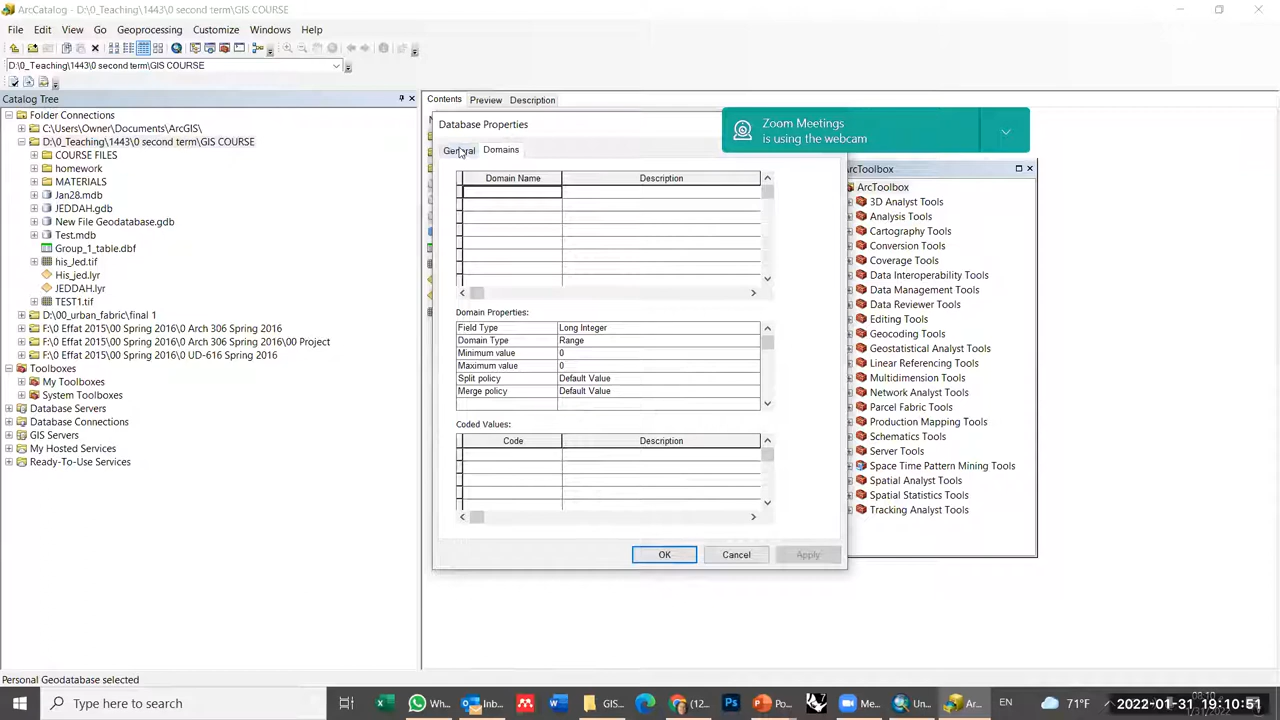 ArcCatalog - D:\0_Teaching\1443\0 second term\GIS COURSE
File Edit View Go Geoprocessing Customize Windows Help
D:\0_Teaching\1443\0 second term\GIS COURSE
Catalog Tree
Folder Connections
C:\Users\Owner\Documents\ArcGIS\
D:\0_Teaching\1443\0 second term\GIS COURSE
COURSE FILES
homework
MATERIALS
Jan28.mdb
JEDDAH.gdb
New File Geodatabase.gdb
Test.mdb
Group_1_table.dbf
his_Jed.tif
His_jed.lyr
JEDDAH.lyr
TEST1.tif
D:\00_urban_fabric\final 1
F:\0 Effat 2015\00 Spring 2016\0 Arch 306 Spring 2016
F:\0 Effat 2015\00 Spring 2016\0 Arch 306 Spring 2016\00 Project
F:\0 Effat 2015\00 Spring 2016\0 UD-616 Spring 2016
Toolboxes
My Toolboxes
System Toolboxes
Database Servers
Database Connections
GIS Servers
My Hosted Services
Ready-To-Use Services
Contents Preview Description
Database Properties
General Domains
Domain Name Description
Domain Properties:
Field Type Long Integer
Domain Type Range
Minimum value 0
Maximum value 0
Split policy Default Value
Merge policy Default Value
Coded Values:
Code Description
OK Cancel Apply
Zoom Meetings
is using the webcam
rcToolbox
ArcToolbox
3D Analyst Tools
Analysis Tools
Cartography Tools
Conversion Tools
Coverage Tools
Data Interoperability Tools
Data Management Tools
Data Reviewer Tools
Editing Tools
Geocoding Tools
Geostatistical Analyst Tools
Linear Referencing Tools
Multidimension Tools
Network Analyst Tools
Parcel Fabric Tools
Production Mapping Tools
Schematics Tools
Server Tools
Space Time Pattern Mining Tools
Spatial Analyst Tools
Spatial Statistics Tools
Tracking Analyst Tools
Personal Geodatabase selected
Type here to search
Wh... Inb... GIS... (12... Po... Me... Un... Ar... EN 71°F
2022-01-31 19:10:51